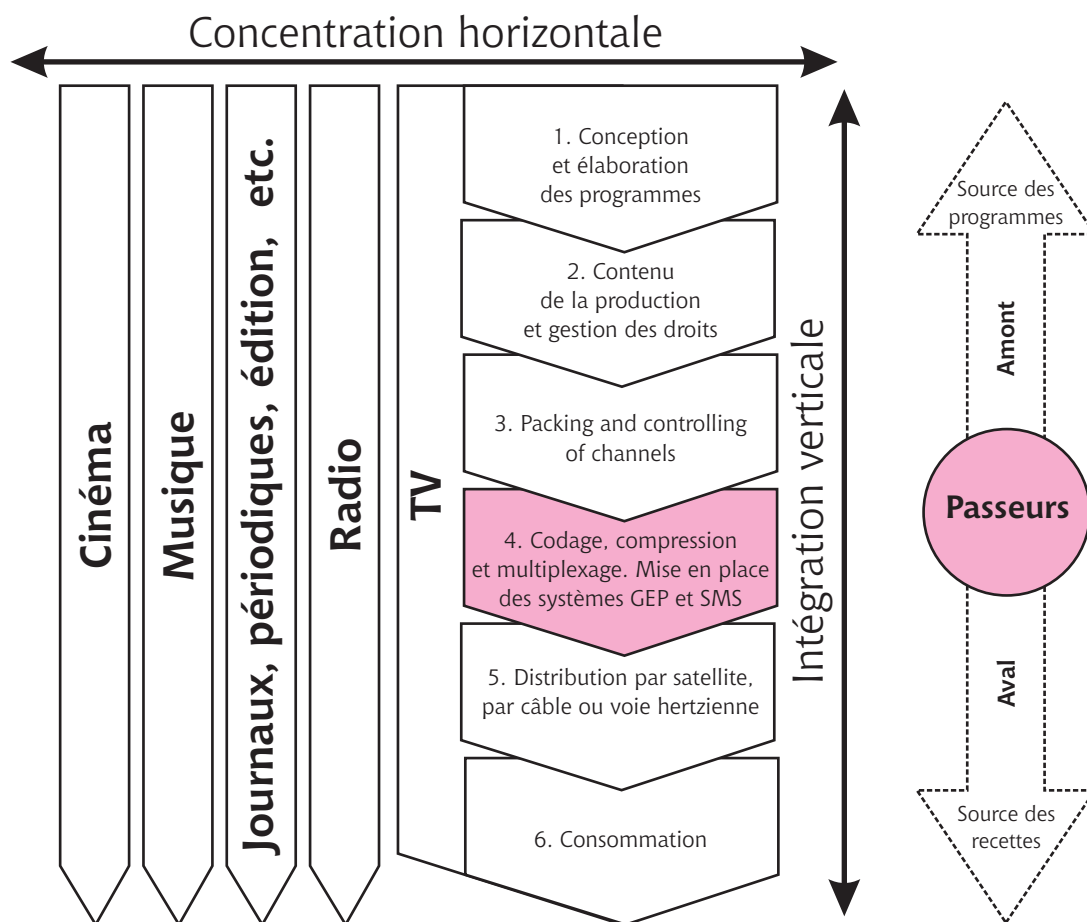 Concentration horizontale
Cinéma
Musique
Journaux, périodiques, édition, etc.
Radio
TV
1. Conception
et élaboration
des programmes
2. Contenu
de la production
et gestion des droits
3. Packing and controlling
of channels
4. Codage, compression
et multiplexage. Mise en place
des systèmes GEP et SMS
5. Distribution par satellite,
par câble ou voie hertzienne
6. Consommation
Intégration verticale
Source des
programmes
Amont
Passeurs
Aval
Source des
recettes